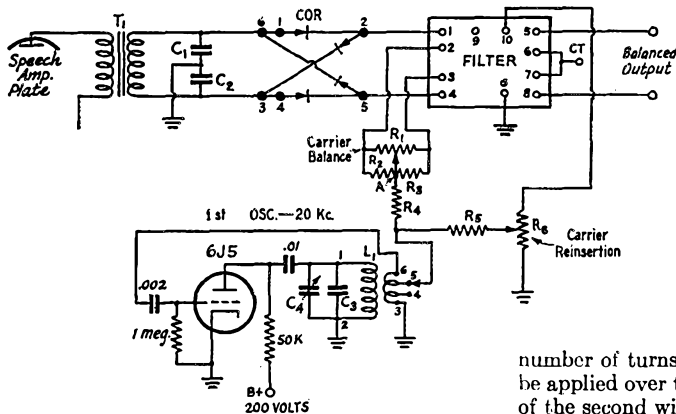 T1
Speech
Amp.
Plate
C1
C2
6 1 COR 2
3 4 5
1 9 10 5
2 6 CT
FILTER
3 7
4 6 8
Balanced
Output
Carrier
Balance
R1
R2
A R3
R4
R5
R6
Carrier
Reinsertion
1 st OSC.—20 Kc.
6J5
.002
1 meg.
.01
50K
B+
200 VOLTS
C4
C3
1
L1
2
6
5
4
3
number of turns
be applied over t
of the second wi